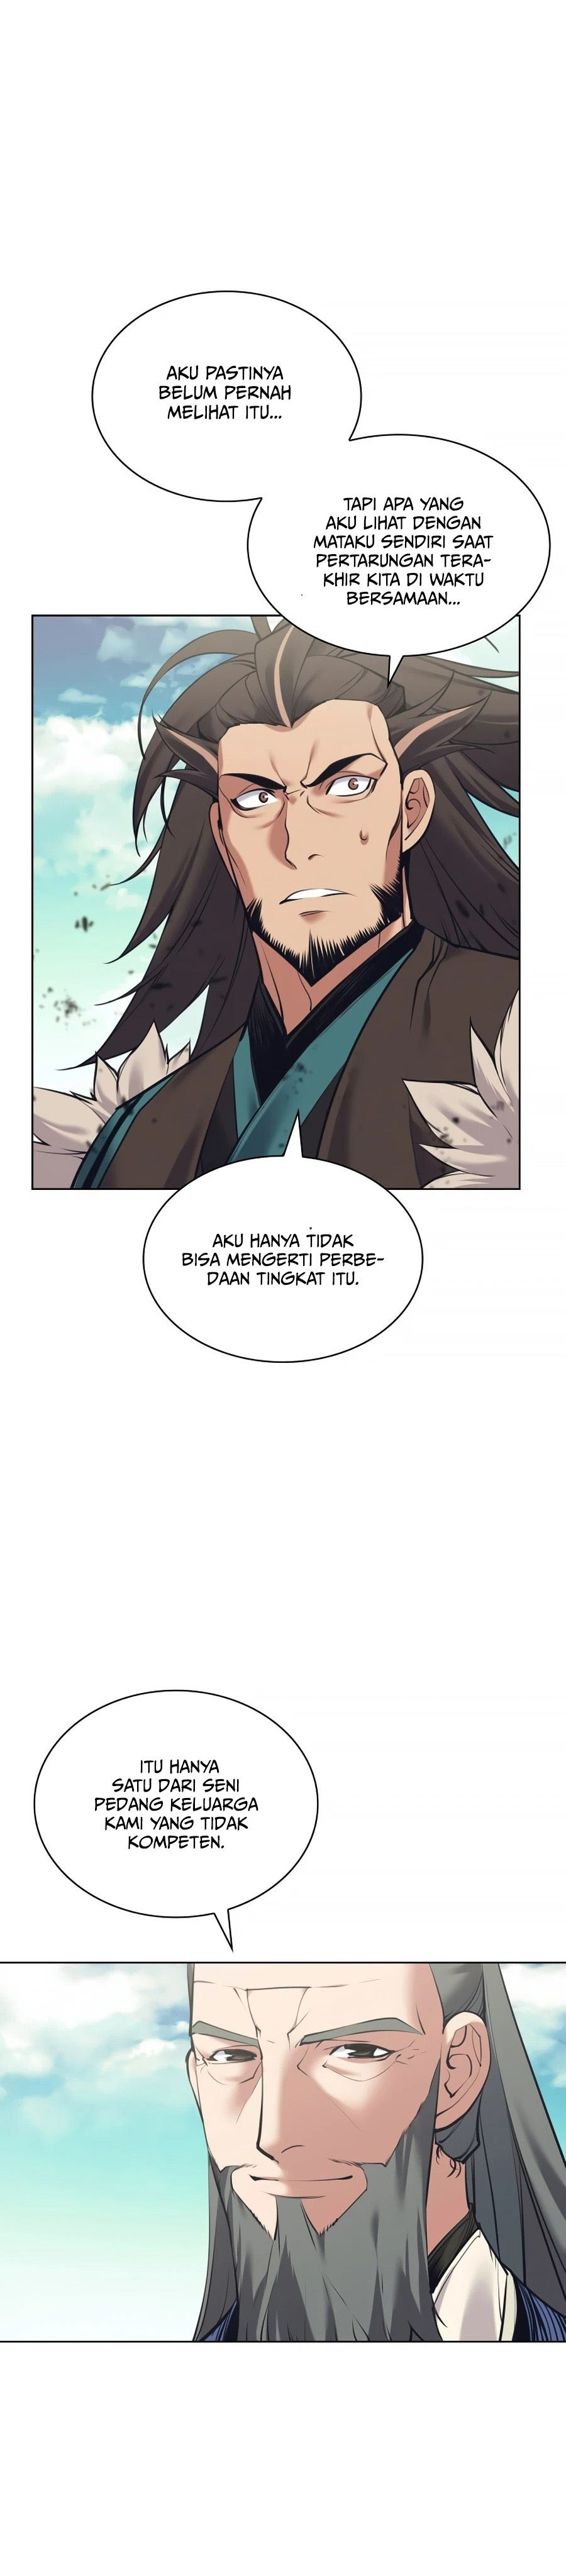 AKU PASTINYA
BELUM PERNAH
MELIHAT ITU...
TAPI APA YANG
AKU LIHAT DENGAN
MATAKU SENDIRI SAAT
PERTARUNGAN TERA-
KHIR KITA DI WAKTU
BERSAMAAN...
AKU HANYA TIDAK
BISA MENGERTI PERBE-
DAAN TINGKAT ITU.
ITU HANYA
SATU DARI SENI
PEDANG KELUARGA
KAMI YANG TIDAK
KOMPETEN.